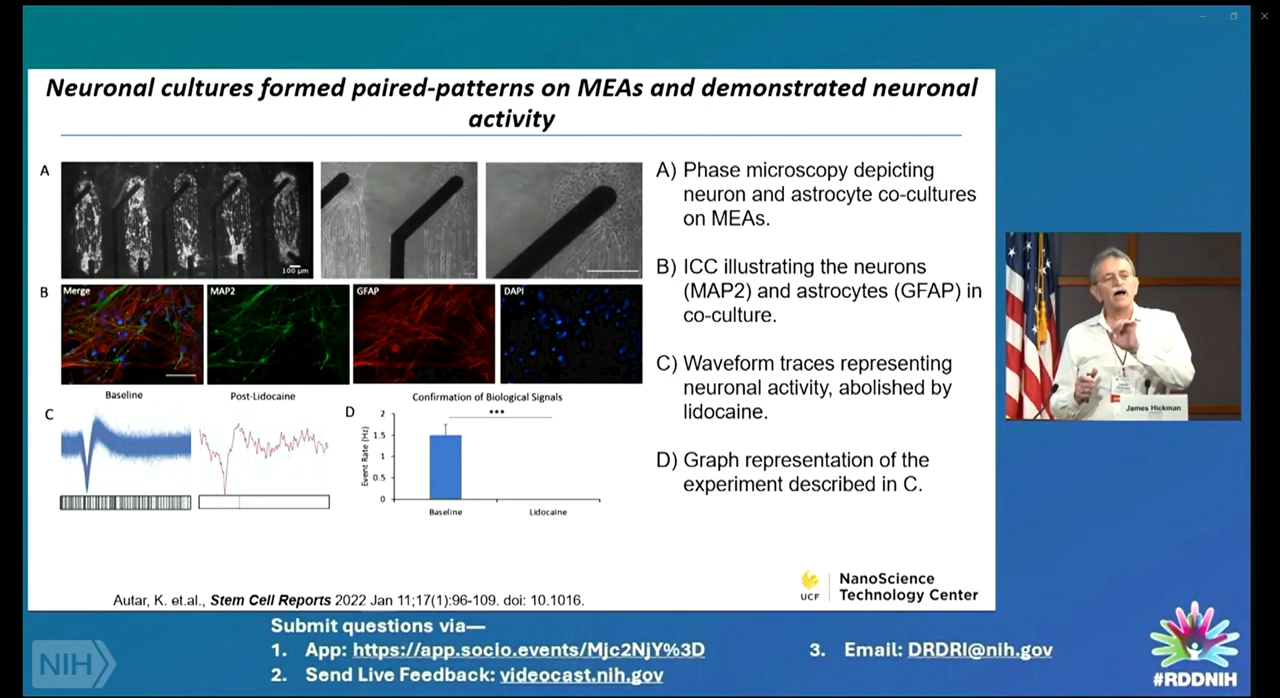 Neuronal cultures formed paired-patterns on MEAs and demonstrated neuronal
activity
A
100 µm
B
Merge
MAP2
GFAP
DAPI
Baseline
Post-Lidocaine
C
D
Confirmation of Biological Signals
***
Event Rate (Hz)
2
1.5
1
0.5
0
Baseline
Lidocaine
A) Phase microscopy depicting
neuron and astrocyte co-cultures
on MEAs.
B) ICC illustrating the neurons
(MAP2) and astrocytes (GFAP) in
co-culture.
C) Waveform traces representing
neuronal activity, abolished by
lidocaine.
D) Graph representation of the
experiment described in C.
Autar, K. et.al., Stem Cell Reports 2022 Jan 11;17(1):96-109. doi: 10.1016.
UCF
NanoScience
Technology Center
James Hickman
Submit questions via—
1. App: https://app.socio.events/Mjc2NjY%3D
2. Send Live Feedback: videocast.nih.gov
3. Email: DRDRI@nih.gov
NIH
#RDDNIH